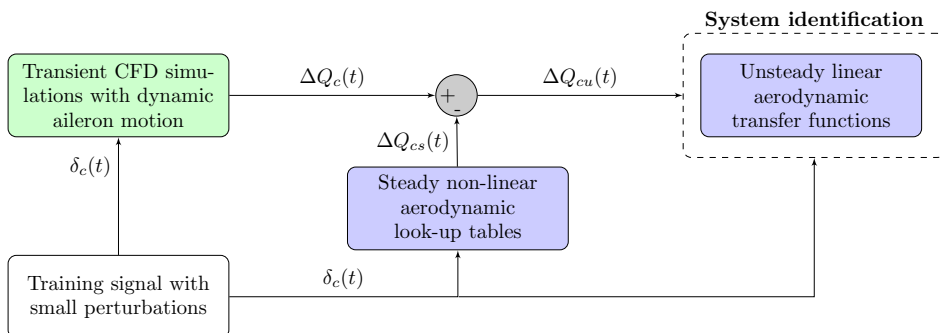 System identification
Transient CFD simu-
lations with dynamic
aileron motion
ΔQ_c(t)
+
-
ΔQ_cu(t)
Unsteady linear
aerodynamic
transfer functions
δ_c(t)
ΔQ_cs(t)
Steady non-linear
aerodynamic
look-up tables
Training signal with
small perturbations
δ_c(t)